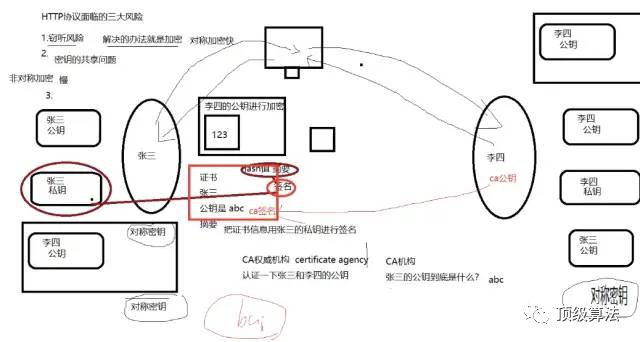 HTTP协议面临的三大风险
1.窃听风险 解决的办法就是加密 对称加密快
2. 密钥的共享问题
非对称加密 慢
3.
张三
公钥
张三
私钥
李四
公钥
对称密钥
对称密钥
张三
李四的公钥进行加密
123
证书
张三
公钥是 abc
摘要
hash值 摘要
签名
ca签名
把证书信息用张三的私钥进行签名
CA权威机构 certificate agency
认证一下张三和李四的公钥
CA机构
张三的公钥到底是什么? abc
李四
ca公钥
李四
公钥
李四
公钥
李四
私钥
张三
公钥
对称密钥
顶级算法